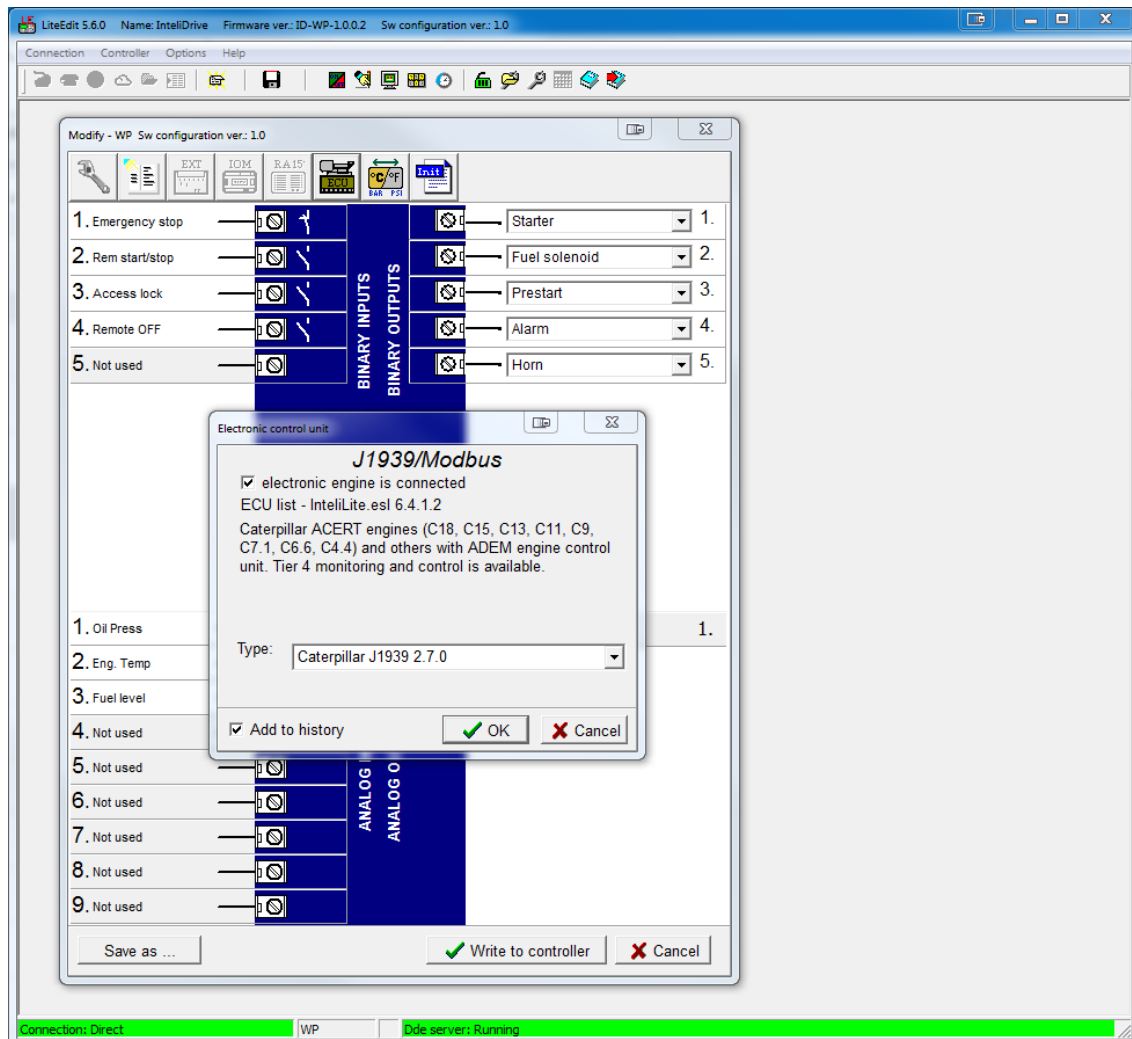 LiteEdit 5.6.0 Name: InteliDrive Firmware ver.: ID-WP-1.0.0.2 Sw configuration ver.: 1.0
Connection Controller Options Help
Modify - WP Sw configuration ver.: 1.0
EXT IOM RA15 ECU °C/°F BAR PSI Init
1. Emergency stop
2. Rem start/stop
3. Access lock
4. Remote OFF
5. Not used
BINARY INPUTS
BINARY OUTPUTS
Starter 1.
Fuel solenoid 2.
Prestart 3.
Alarm 4.
Horn 5.
Electronic control unit
J1939/Modbus
electronic engine is connected
ECU list - InteliLite.esl 6.4.1.2
Caterpillar ACERT engines (C18, C15, C13, C11, C9,
C7.1, C6.6, C4.4) and others with ADEM engine control
unit. Tier 4 monitoring and control is available.
Type: Caterpillar J1939 2.7.0
Add to history OK Cancel
1. Oil Press
2. Eng. Temp
3. Fuel level
4. Not used
5. Not used
6. Not used
7. Not used
8. Not used
9. Not used
ANALOG
ANALOG O
1.
Save as ... Write to controller Cancel
Connection: Direct WP Dde server: Running